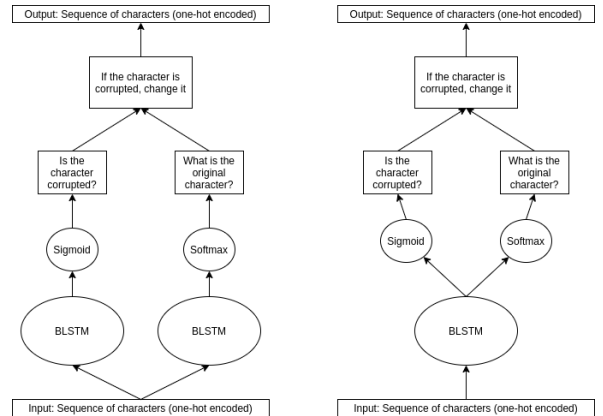 Output: Sequence of characters (one-hot encoded)
If the character is
corrupted, change it
Is the
character
corrupted?
What is the
original
character?
Sigmoid
Softmax
BLSTM
BLSTM
Input: Sequence of characters (one-hot encoded)
Output: Sequence of characters (one-hot encoded)
If the character is
corrupted, change it
Is the
character
corrupted?
What is the
original
character?
Sigmoid
Softmax
BLSTM
Input: Sequence of characters (one-hot encoded)